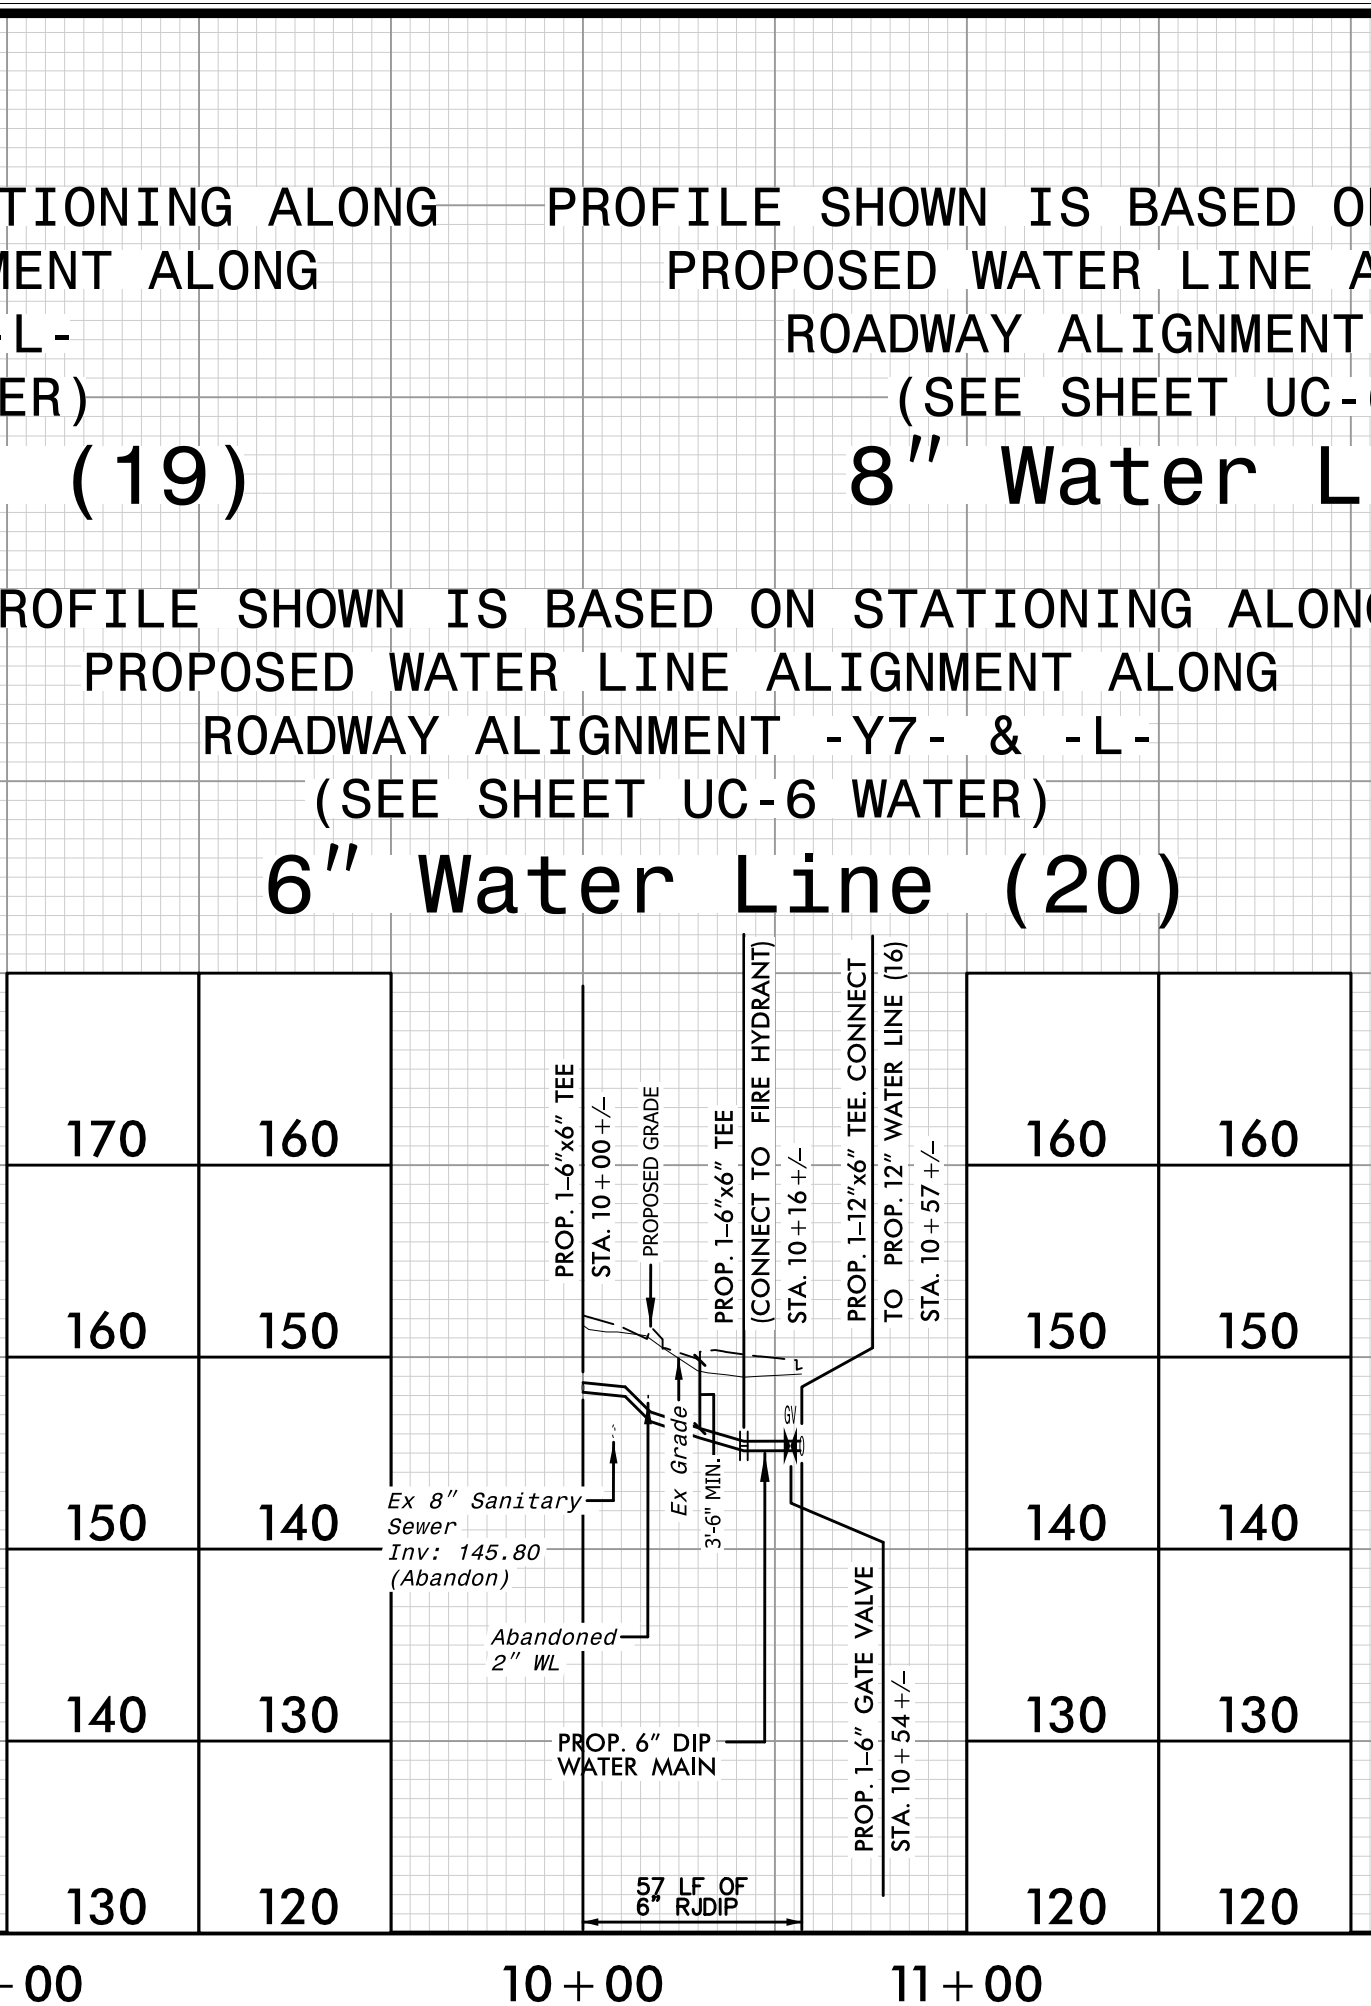 TIONING ALONG
MENT ALONG
-L-
ER)
(19)
PROFILE SHOWN IS BASED
PROPOSED WATER LINE
ROADWAY ALIGNMENT
(SEE SHEET UC-
8" Water L
ROFILE SHOWN IS BASED ON STATIONING ALONG
PROPOSED WATER LINE ALIGNMENT ALONG
ROADWAY ALIGNMENT -Y7- & -L-
(SEE SHEET UC-6 WATER)
6" Water Line (20)
170 160
160 150
150 140
140 130
130 120
PROP. 1-6"x6" TEE
STA. 10+00 +/-
PROPOSED GRADE
PROP. 1-6"x6" TEE
(CONNECT TO FIRE HYDRANT)
STA. 10+16 +/-
PROP. 1-12"x6" TEE. CONNECT
TO PROP. 12" WATER LINE (16)
STA. 10+57 +/-
GV
Ex Grade
3'-6" MIN.
Ex 8" Sanitary
Sewer
Inv: 145.80
(Abandon)
Abandoned
2" WL
PROP. 6" DIP
WATER MAIN
PROP. 1-6" GATE VALVE
STA. 10+54 +/-
57 LF OF
6" RJDIP
160 160
150 150
140 140
130 130
120 120
+00
10+00
11+00